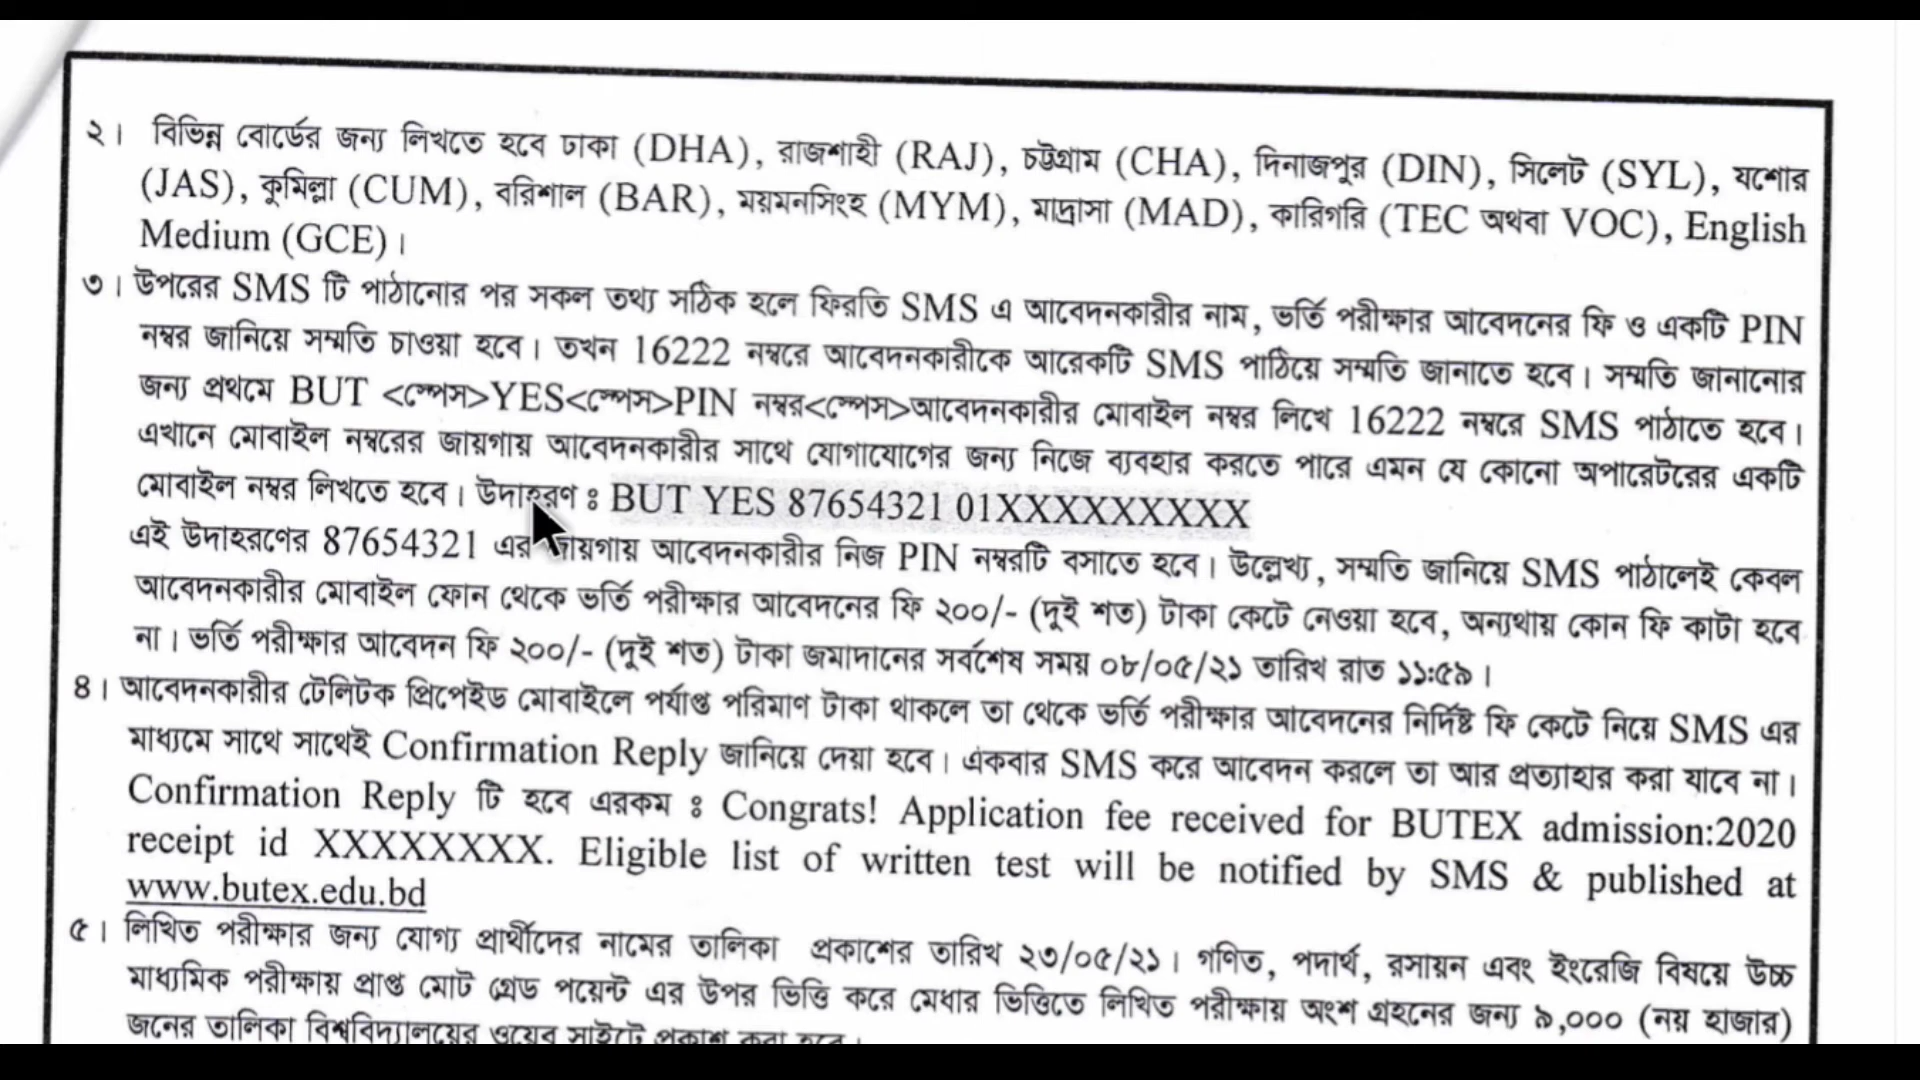 ২। বিভিন্ন বোর্ডের জন্য লিখতে হবে ঢাকা (DHA), রাজশাহী (RAJ), চট্টগ্রাম (CHA), দিনাজপুর (DIN), সিলেট (SYL), যশোর
(JAS), কুমিল্লা (CUM), বরিশাল (BAR), ময়মনসিংহ (MYM), মাদ্রাসা (MAD), কারিগরি (TEC অথবা VOC), English
Medium (GCE)।
৩। উপরের SMS টি পাঠানোর পর সকল তথ্য সঠিক হলে ফিরতি SMS এ আবেদনকারীর নাম, ভর্তি পরীক্ষার আবেদনের ফি ও একটি PIN
নম্বর জানিয়ে সম্মতি চাওয়া হবে। তখন 16222 নম্বরে আবেদনকারীকে আরেকটি SMS পাঠিয়ে সম্মতি জানাতে হবে। সম্মতি জানানোর
জন্য প্রথমে BUT <স্পেস>YES<স্পেস>PIN নম্বর<স্পেস>আবেদনকারীর মোবাইল নম্বর লিখে 16222 নম্বরে SMS পাঠাতে হবে।
এখানে মোবাইল নম্বরের জায়গায় আবেদনকারীর সাথে যোগাযোগের জন্য নিজে ব্যবহার করতে পারে এমন যে কোনো অপারেটরের একটি
মোবাইল নম্বর লিখতে হবে। উদাহরণ ঃ BUT YES 87654321 01XXXXXXXXX
এই উদাহরণের 87654321 এর জায়গায় আবেদনকারীর নিজ PIN নম্বরটি বসাতে হবে। উল্লেখ্য, সম্মতি জানিয়ে SMS পাঠালেই কেবল
আবেদনকারীর মোবাইল ফোন থেকে ভর্তি পরীক্ষার আবেদনের ফি ২০০/- (দুই শত) টাকা কেটে নেওয়া হবে, অন্যথায় কোন ফি কাটা হবে
না। ভর্তি পরীক্ষার আবেদন ফি ২০০/- (দুই শত) টাকা জমাদানের সর্বশেষ সময় ০৮/০৫/২১ তারিখ রাত ১১:৫৯।
৪। আবেদনকারীর টেলিটক প্রিপেইড মোবাইলে পর্যাপ্ত পরিমাণ টাকা থাকলে তা থেকে ভর্তি পরীক্ষার আবেদনের নির্দিষ্ট ফি কেটে নিয়ে SMS এর
মাধ্যমে সাথে সাথেই Confirmation Reply জানিয়ে দেয়া হবে। একবার SMS করে আবেদন করলে তা আর প্রত্যাহার করা যাবে না।
Confirmation Reply টি হবে এরকম ঃ Congrats! Application fee received for BUTEX admission:2020
receipt id XXXXXXXX. Eligible list of written test will be notified by SMS & published at
www.butex.edu.bd
৫। লিখিত পরীক্ষার জন্য যোগ্য প্রার্থীদের নামের তালিকা প্রকাশের তারিখ ২৩/০৫/২১। গণিত, পদার্থ, রসায়ন এবং ইংরেজি বিষয়ে উচ্চ
মাধ্যমিক পরীক্ষায় প্রাপ্ত মোট গ্রেড পয়েন্ট এর উপর ভিত্তি করে মেধার ভিত্তিতে লিখিত পরীক্ষায় অংশ গ্রহনের জন্য ৯,০০০ (নয় হাজার)
জনের তালিকা বিশ্ববিদ্যালয়ের ওয়েব সাইটে প্রকাশ করা হবে।